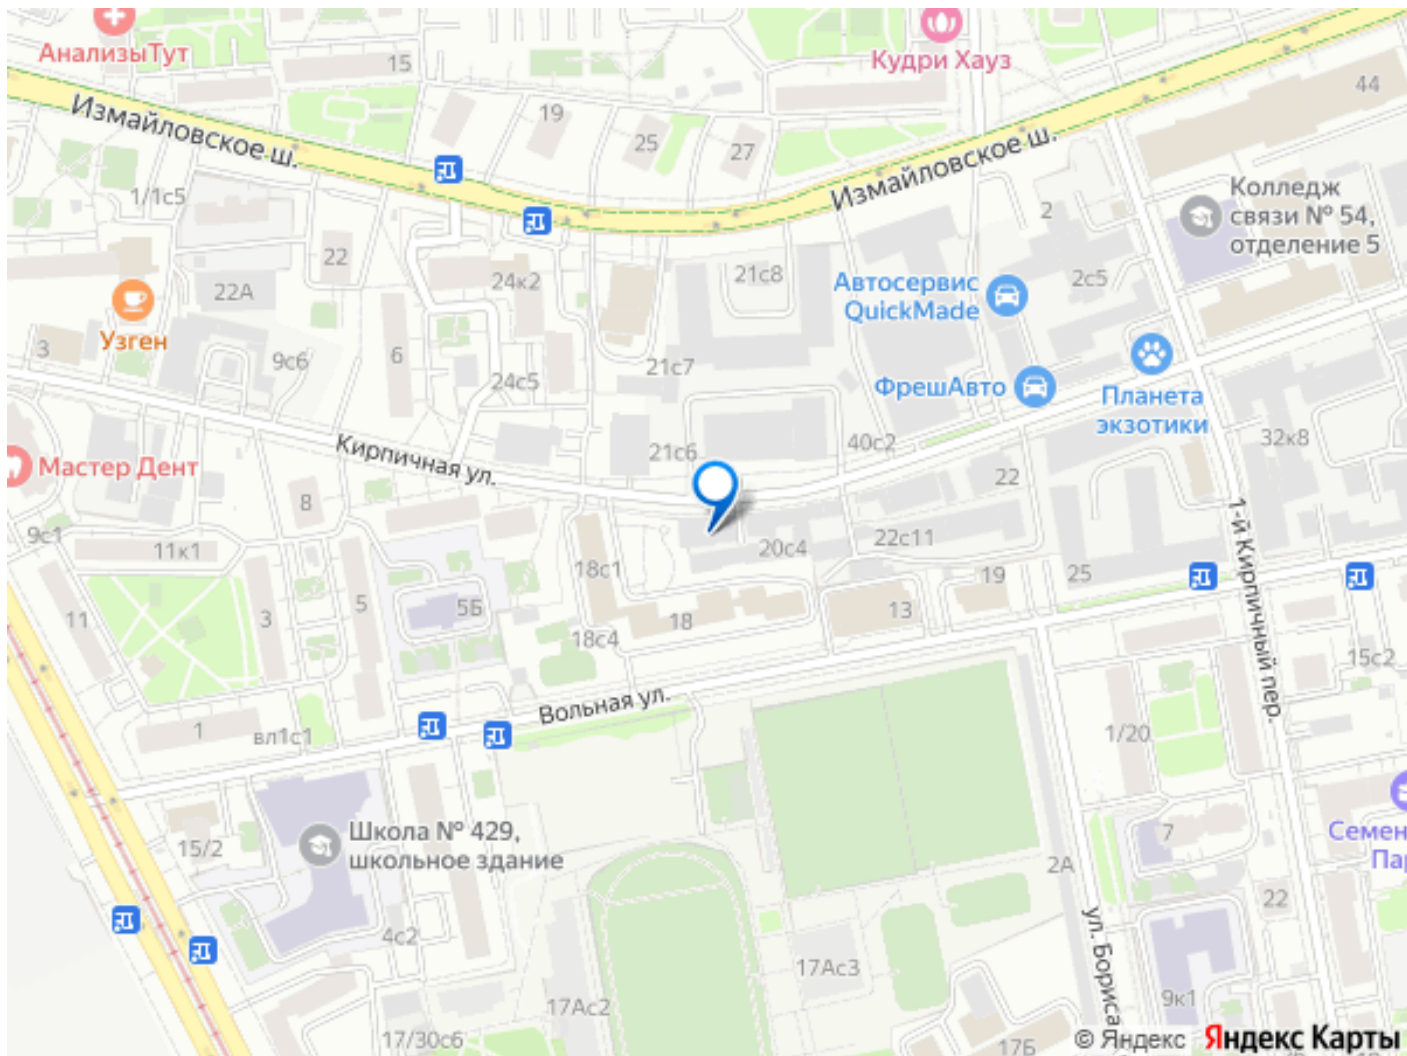 АнализыТут
15
Кудри Хауз
44
Измайловское ш.
19
25
27
Измайловское ш.
Колледж
связи № 54,
отделение 5
1/1с5
2
22
24к2
21с8
2с5
22А
Автосервис
QuickMade
Узген
3
9с6
6
24с5
21с7
ФрешАвто
Планета
экзотики
Кирпичная ул.
21с6
40с2
32к8
Мастер Дент
22
8
9с1
11к1
20с4
22с11
1-й Кирпичный пер.
18с1
19
25
11
3
5
5Б
18
13
18с4
15с2
Вольная ул.
1
вл1с1
1/20
Школа № 429,
школьное здание
15/2
7
Семен
Пар
2А
22
4с2
ул. Бориса
17Ас3
17Ас2
9к1
17/30с6
17Б
© Яндекс Яндекс Карты